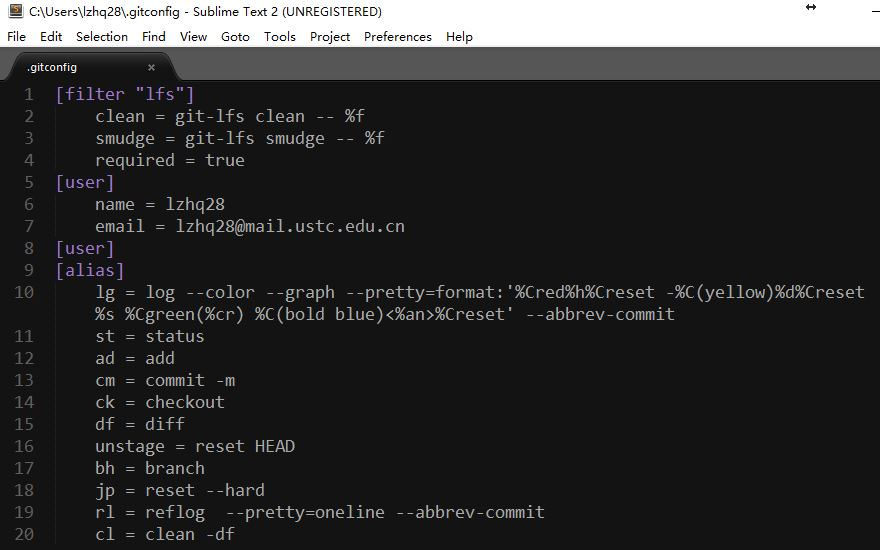 C:\Users\lzhq28\.gitconfig - Sublime Text 2 (UNREGISTERED)
File Edit Selection Find View Goto Tools Project Preferences Help
.gitconfig ×
1 [filter "lfs"]
2 clean = git-lfs clean -- %f
3 smudge = git-lfs smudge -- %f
4 required = true
5 [user]
6 name = lzhq28
7 email = lzhq28@mail.ustc.edu.cn
8 [user]
9 [alias]
10 lg = log --color --graph --pretty=format:'%Cred%h%Creset -%C(yellow)%d%Creset
%s %Cgreen(%cr) %C(bold blue)<%an>%Creset' --abbrev-commit
11 st = status
12 ad = add
13 cm = commit -m
14 ck = checkout
15 df = diff
16 unstage = reset HEAD
17 bh = branch
18 jp = reset --hard
19 rl = reflog  --pretty=oneline --abbrev-commit
20 cl = clean -df